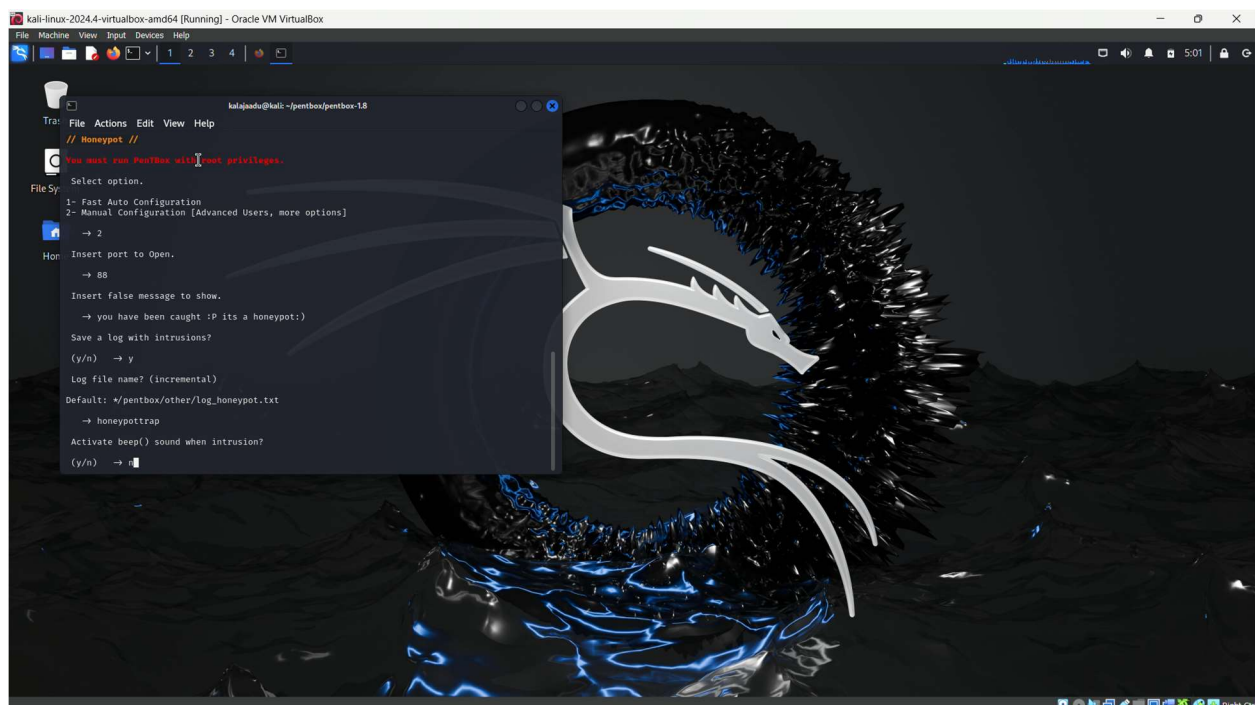 kali-linux-2024.4-virtualbox-amd64 [Running] - Oracle VM VirtualBox
File Machine View Input Devices Help
1 2 3 4
5:01
kalajaadu@kali: ~/pentbox/pentbox-1.8
File Actions Edit View Help
// Honeypot //
You must run PenTBox with root privileges.
Select option.
1- Fast Auto Configuration
2- Manual Configuration [Advanced Users, more options]
→ 2
Insert port to Open.
→ 88
Insert false message to show.
→ you have been caught :P its a honeypot:)
Save a log with intrusions?
(y/n) → y
Log file name? (incremental)
Default: */pentbox/other/log_honeypot.txt
→ honeypottrap
Activate beep() sound when intrusion?
(y/n) → n
Tras
File Sy
Hon